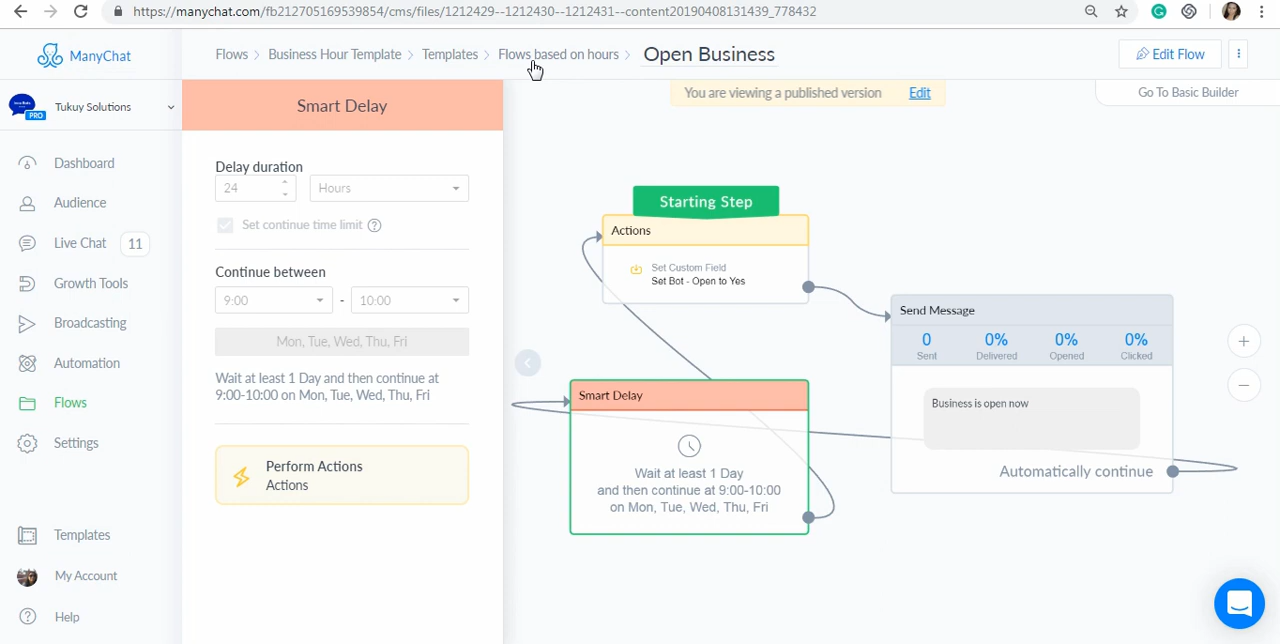 https://manychat.com/fb212705169539854/cms/files/1212429--1212430--1212431--content20190408131439_778432
ManyChat
Flows > Business Hour Template > Templates > Flows based on hours > Open Business
Edit Flow
Tukuy Solutions
PRO
Smart Delay
You are viewing a published version Edit
Go To Basic Builder
Dashboard
Audience
Live Chat 11
Growth Tools
Broadcasting
Automation
Flows
Settings
Templates
My Account
Help
Delay duration
24 Hours
Set continue time limit ?
Continue between
9:00 - 10:00
Mon, Tue, Wed, Thu, Fri
Wait at least 1 Day and then continue at
9:00-10:00 on Mon, Tue, Wed, Thu, Fri
Perform Actions
Actions
Starting Step
Actions
Set Custom Field
Set Bot - Open to Yes
Smart Delay
Wait at least 1 Day
and then continue at 9:00-10:00
on Mon, Tue, Wed, Thu, Fri
Send Message
0 0% 0% 0%
Sent Delivered Opened Clicked
Business is open now
Automatically continue